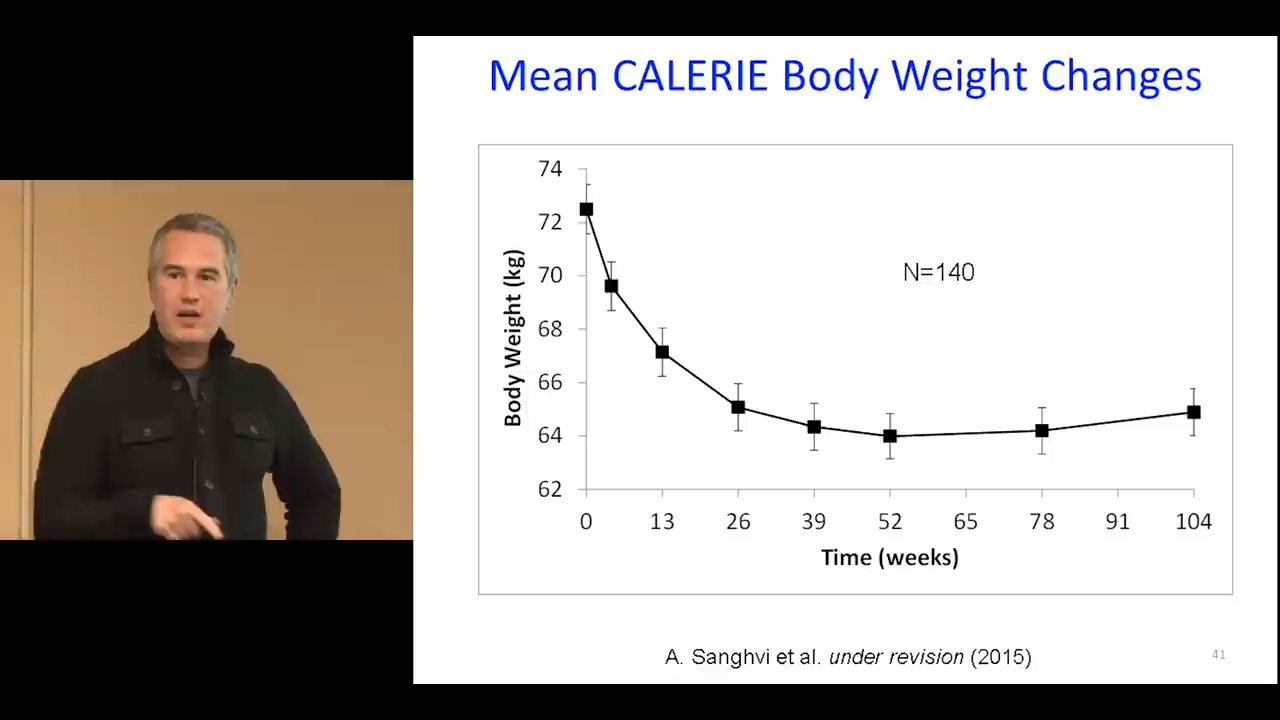 Mean CALERIE Body Weight Changes
74
72
70
68
66
64
62
Body Weight (kg)
N=140
0 13 26 39 52 65 78 91 104
Time (weeks)
A. Sanghvi et al. under revision (2015)
41